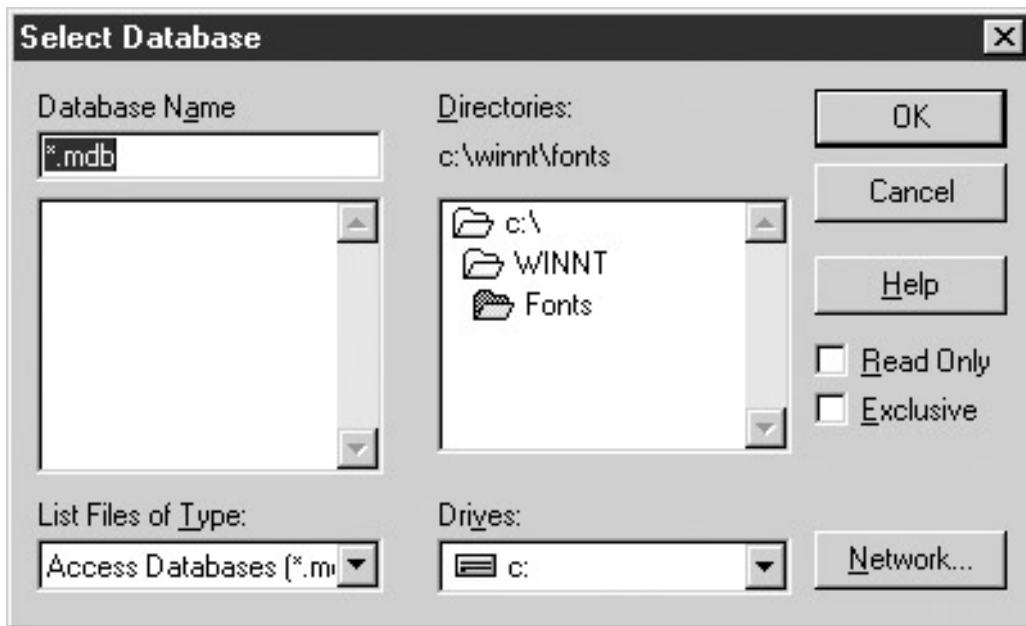 Select Database
Database Name
*.mdb
List Files of Type:
Access Databases (*.m
Directories:
c:\winnt\fonts
c:\
WINNT
Fonts
Drives:
c:
OK
Cancel
Help
Read Only
Exclusive
Network...